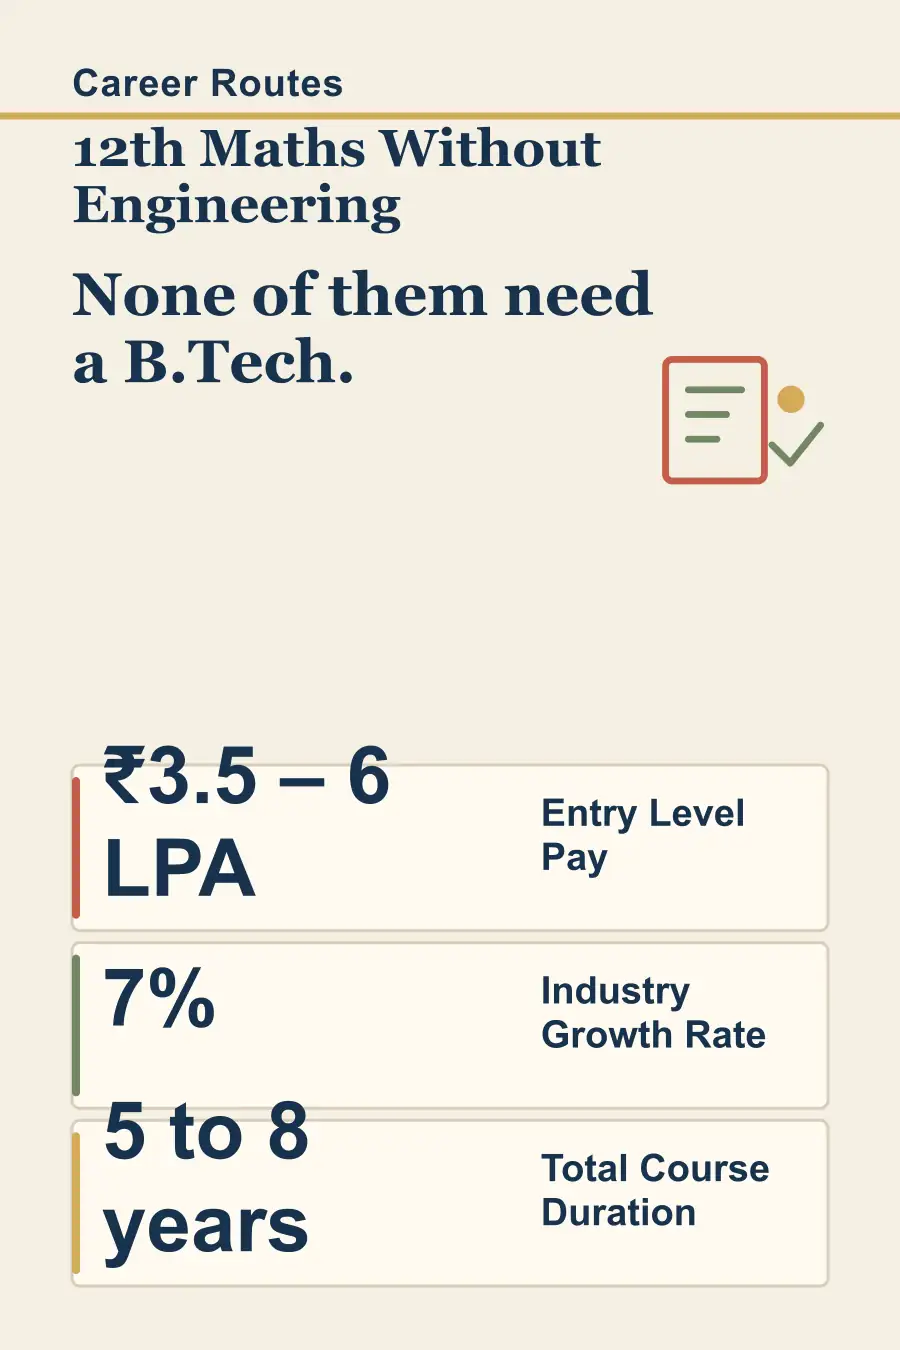 Career Routes
12th Maths Without
Engineering
None of them need
a B.Tech.
₹3.5 – 6
LPA
Entry Level
Pay
7%
Industry
Growth Rate
5 to 8
years
Total Course
Duration